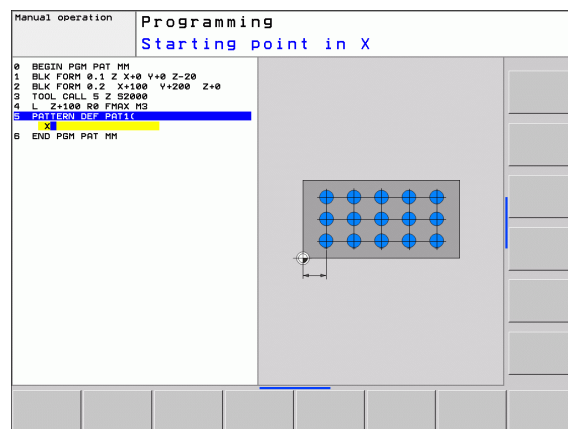 Manual operation
Programming
Starting point in X
0 BEGIN PGM PAT MM
1 BLK FORM 0.1 Z X+0 Y+0 Z-20
2 BLK FORM 0.2 X+100 Y+200 Z+0
3 TOOL CALL 5 Z S2000
4 L Z+100 R0 FMAX M3
5 PATTERN DEF PAT1(
X
6 END PGM PAT MM